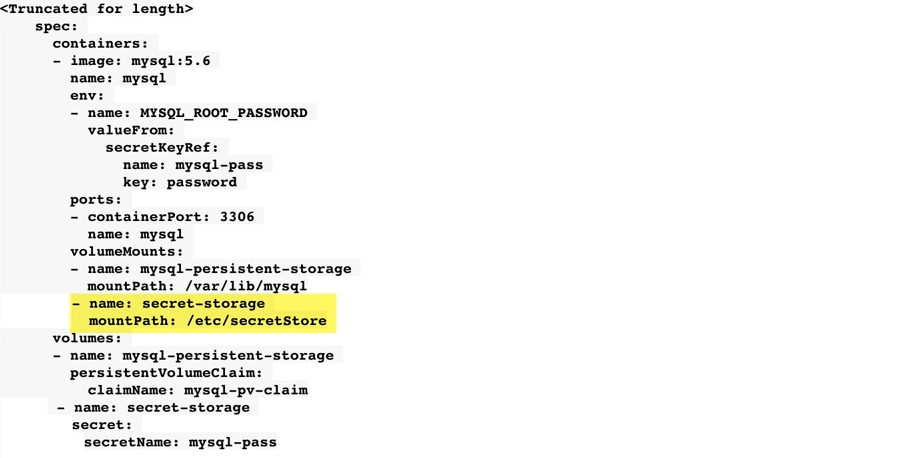 <Truncated for length>
    spec:
      containers:
      - image: mysql:5.6
        name: mysql
        env:
        - name: MYSQL_ROOT_PASSWORD
          valueFrom:
            secretKeyRef:
              name: mysql-pass
              key: password
        ports:
        - containerPort: 3306
          name: mysql
        volumeMounts:
        - name: mysql-persistent-storage
          mountPath: /var/lib/mysql
        - name: secret-storage
          mountPath: /etc/secretStore
      volumes:
      - name: mysql-persistent-storage
        persistentVolumeClaim:
          claimName: mysql-pv-claim
      - name: secret-storage
        secret:
          secretName: mysql-pass